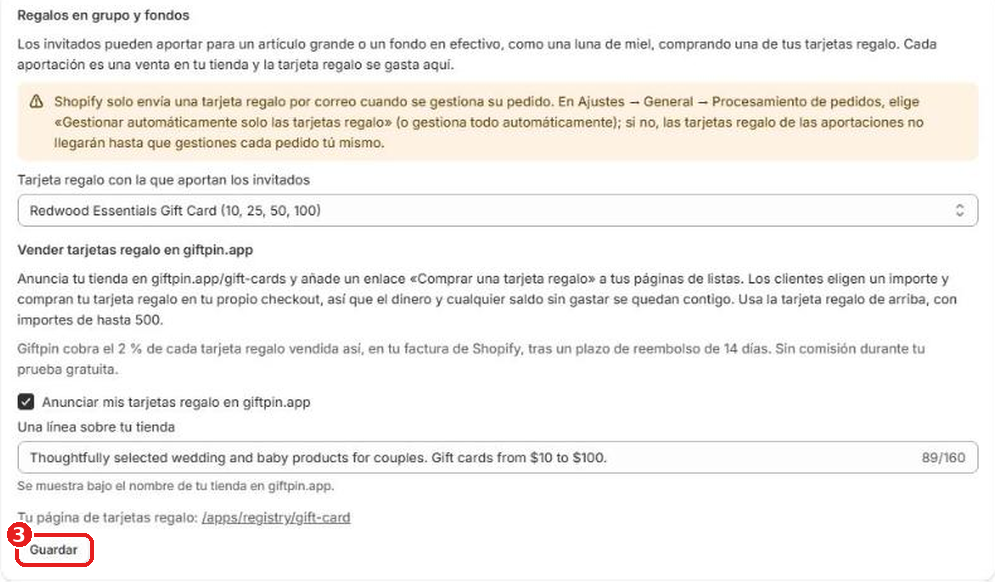 Regalos en grupo y fondos
Los invitados pueden aportar para un artículo grande o un fondo en efectivo, como una luna de miel, comprando una de tus tarjetas regalo. Cada
aportación es una venta en tu tienda y la tarjeta regalo se gasta aquí.
Shopify solo envía una tarjeta regalo por correo cuando se gestiona su pedido. En Ajustes → General → Procesamiento de pedidos, elige
«Gestionar automáticamente solo las tarjetas regalo» (o gestiona todo automáticamente); si no, las tarjetas regalo de las aportaciones no
llegarán hasta que gestiones cada pedido tú mismo.
Tarjeta regalo con la que aportan los invitados
Redwood Essentials Gift Card (10, 25, 50, 100)
Vender tarjetas regalo en giftpin.app
Anuncia tu tienda en giftpin.app/gift-cards y añade un enlace «Comprar una tarjeta regalo» a tus páginas de listas. Los clientes eligen un importe y
compran tu tarjeta regalo en tu propio checkout, así que el dinero y cualquier saldo sin gastar se quedan contigo. Usa la tarjeta regalo de arriba, con
importes de hasta 500.
Giftpin cobra el 2 % de cada tarjeta regalo vendida así, en tu factura de Shopify, tras un plazo de reembolso de 14 días. Sin comisión durante tu
prueba gratuita.
Anunciar mis tarjetas regalo en giftpin.app
Una línea sobre tu tienda
Thoughtfully selected wedding and baby products for couples. Gift cards from $10 to $100. 89/160
Se muestra bajo el nombre de tu tienda en giftpin.app.
Tu página de tarjetas regalo: /apps/registry/gift-card
3
Guardar